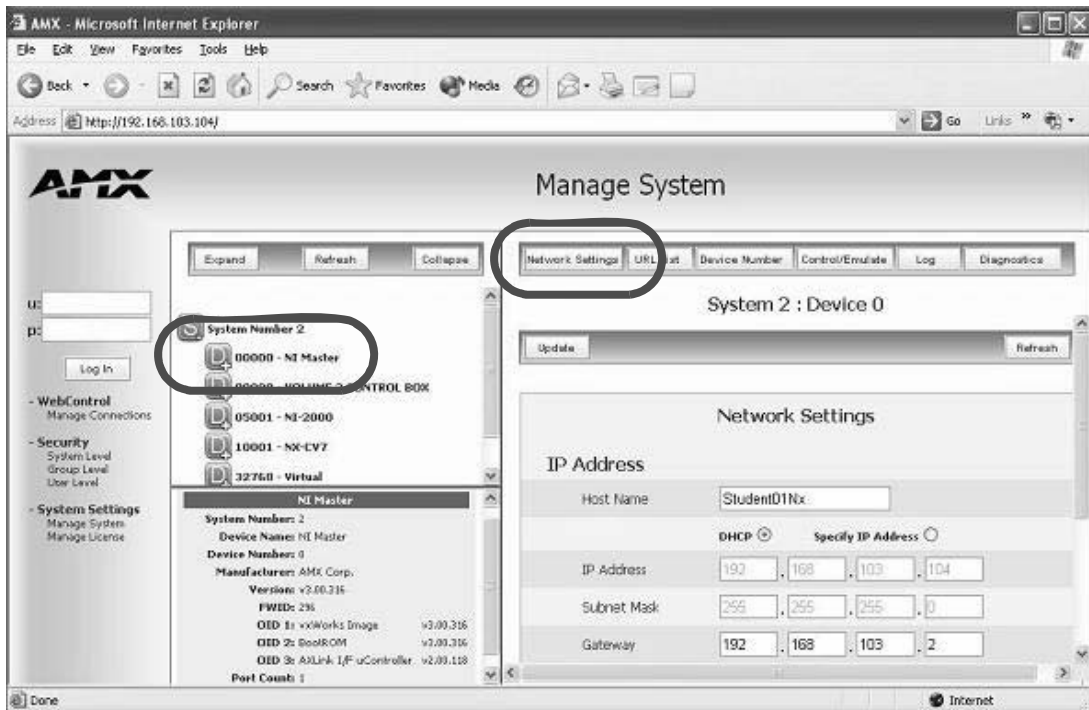 AMX - Microsoft Internet Explorer
File Edit View Favorites Tools Help
Back Search Favorites Media
Address http://192.168.103.104/ Go Links »
AMX
Manage System
Expand Refresh Collapse
Network Settings URL List Device Number Control/Emulate Log Diagnostics
System 2 : Device 0
Update Refresh
u:
p:
Log In
- WebControl
Manage Connections
- Security
System Level
Group Level
User Level
- System Settings
Manage System
Manage License
System Number 2
00000 - NI Master
CONTROL BOX
05001 - NI-2000
10001 - NX-CV7
32768 - Virtual
NI Master
System Number: 2
Device Name: NI Master
Device Number: 0
Manufacturer: AMX Corp.
Version: v3.00.316
FWID: 296
OID 1: vxWorks Image v3.00.316
OID 2: BootROM v3.00.316
OID 3: AXLink I/F uController v2.00.118
Port Count: 1
Network Settings
IP Address
Host Name Student01Nx
DHCP Specify IP Address
IP Address 192 . 168 . 103 . 104
Subnet Mask 255 . 255 . 255 . 0
Gateway 192 . 168 . 103 . 2
Done Internet